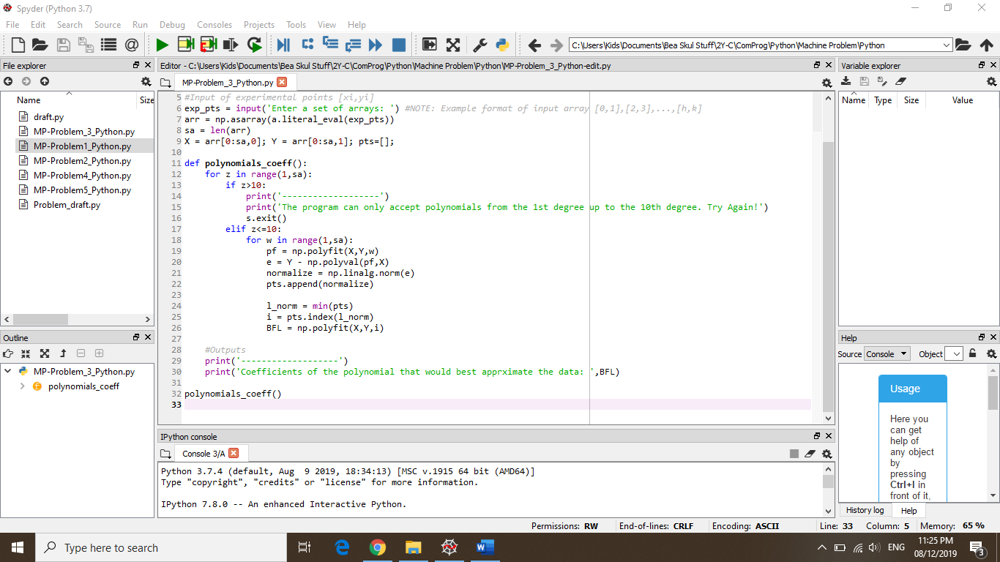 Spyder (Python 3.7)
File Edit Search Source Run Debug Consoles Projects Tools View Help
C:\Users\Kids\Documents\Bea Skul Stuff\2Y-C\ComProg\Python\Machine Problem\Python
File explorer
Name Size
draft.py
MP-Problem_3_Python.py
MP-Problem1_Python.py
MP-Problem2_Python.py
MP-Problem4_Python.py
MP-Problem5_Python.py
Problem_draft.py
Outline
MP-Problem_3_Python.py
polynomials_coeff
Editor - C:\Users\Kids\Documents\Bea Skul Stuff\2Y-C\ComProg\Python\Machine Problem\Python\MP-Problem_3_Python-edit.py
MP-Problem_3_Python.py
5 #Input of experimental points [xi,yi]
6 exp_pts = input('Enter a set of arrays: ') #NOTE: Example format of input array [0,1],[2,3],...,[h,k]
7 arr = np.asarray(a.literal_eval(exp_pts))
8 sa = len(arr)
9 X = arr[0:sa,0]; Y = arr[0:sa,1]; pts=[];
10
11 def polynomials_coeff():
12     for z in range(1,sa):
13         if z>10:
14             print('-------------------')
15             print('The program can only accept polynomials from the 1st degree up to the 10th degree. Try Again!')
16             s.exit()
17         elif z<=10:
18             for w in range(1,sa):
19                 pf = np.polyfit(X,Y,w)
20                 e = Y - np.polyval(pf,X)
21                 normalize = np.linalg.norm(e)
22                 pts.append(normalize)
23
24                 l_norm = min(pts)
25                 i = pts.index(l_norm)
26                 BFL = np.polyfit(X,Y,i)
27
28     #Outputs
29     print('-------------------')
30     print('Coefficients of the polynomial that would best apprximate the data: ',BFL)
31
32 polynomials_coeff()
33
IPython console
Console 3/A
Python 3.7.4 (default, Aug  9 2019, 18:34:13) [MSC v.1915 64 bit (AMD64)]
Type "copyright", "credits" or "license" for more information.
IPython 7.8.0 -- An enhanced Interactive Python.
Variable explorer
Name Type Size Value
Help
Source Console Object
Usage
Here you
can get
help of
any object
by
pressing
Ctrl+I in
front of it,
History log Help
Permissions: RW End-of-lines: CRLF Encoding: ASCII Line: 33 Column: 5 Memory: 65 %
Type here to search
ENG
11:25 PM
08/12/2019
3